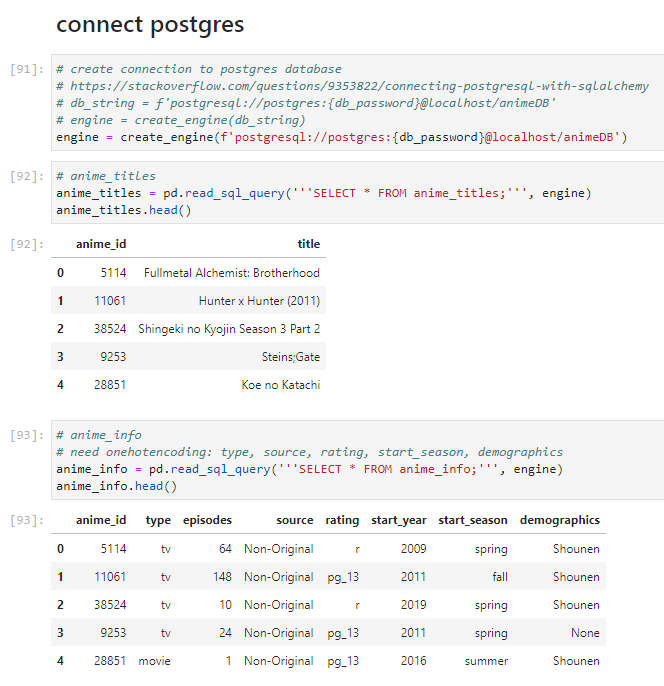 connect postgres
[91]: # create connection to postgres database
# https://stackoverflow.com/questions/9353822/connecting-postgresql-with-sqlalchemy
# db_string = f'postgresql://postgres:{db_password}@localhost/animeDB'
# engine = create_engine(db_string)
engine = create_engine(f'postgresql://postgres:{db_password}@localhost/animeDB')
[92]: # anime_titles
anime_titles = pd.read_sql_query('''SELECT * FROM anime_titles;''', engine)
anime_titles.head()
[92]: anime_id title
0 5114 Fullmetal Alchemist: Brotherhood
1 11061 Hunter x Hunter (2011)
2 38524 Shingeki no Kyojin Season 3 Part 2
3 9253 Steins;Gate
4 28851 Koe no Katachi
[93]: # anime_info
# need onehotencoding: type, source, rating, start_season, demographics
anime_info = pd.read_sql_query('''SELECT * FROM anime_info;''', engine)
anime_info.head()
[93]: anime_id type episodes source rating start_year start_season demographics
0 5114 tv 64 Non-Original r 2009 spring Shounen
1 11061 tv 148 Non-Original pg_13 2011 fall Shounen
2 38524 tv 10 Non-Original r 2019 spring Shounen
3 9253 tv 24 Non-Original pg_13 2011 spring None
4 28851 movie 1 Non-Original pg_13 2016 summer Shounen